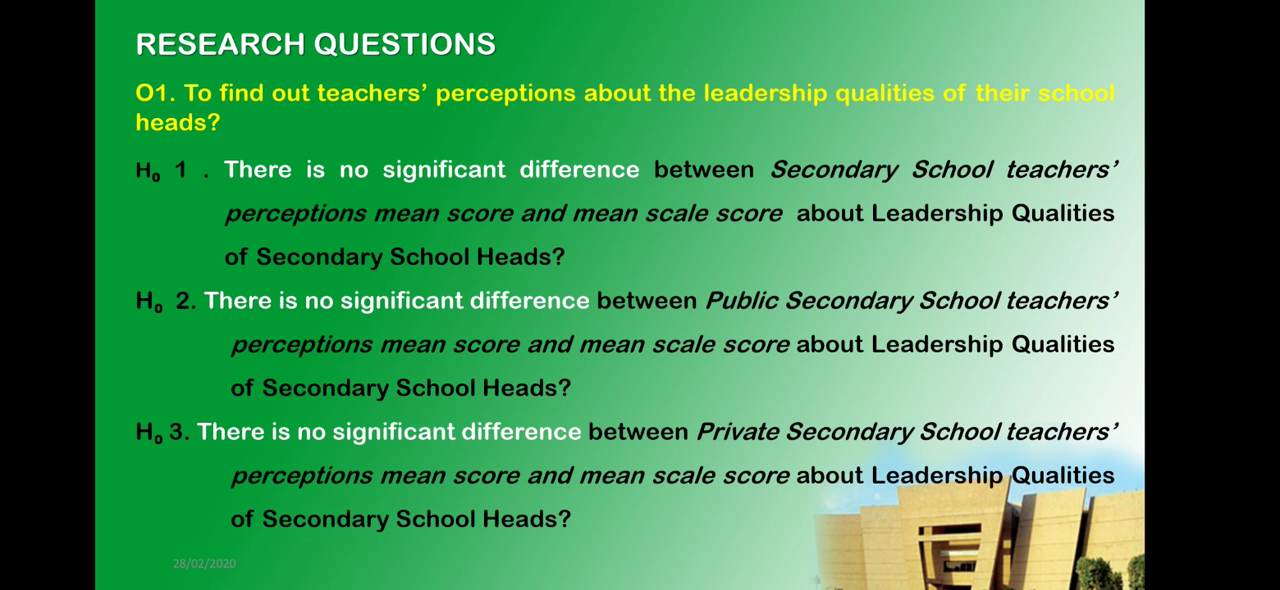 RESEARCH QUESTIONS
O1. To find out teachers’ perceptions about the leadership qualities of their school
heads?
H₀ 1 . There is no significant difference between Secondary School teachers’
perceptions mean score and mean scale score about Leadership Qualities
of Secondary School Heads?
H₀ 2. There is no significant difference between Public Secondary School teachers’
perceptions mean score and mean scale score about Leadership Qualities
of Secondary School Heads?
H₀ 3. There is no significant difference between Private Secondary School teachers’
perceptions mean score and mean scale score about Leadership Qualities
of Secondary School Heads?
28/02/2020